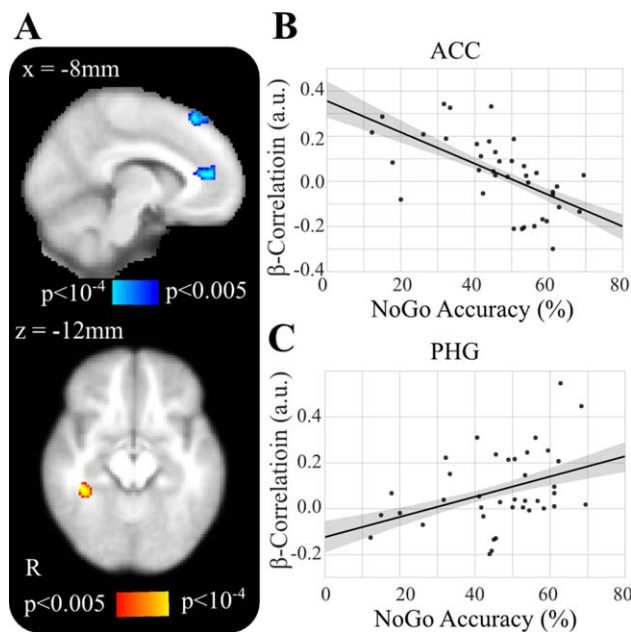 A
x = -8mm
p<10⁻⁴ p<0.005
z = -12mm
R
p<0.005 p<10⁻⁴
B
ACC
β-Correlatioin (a.u.)
0.4
0.2
0.0
-0.2
-0.4
0 20 40 60 80
NoGo Accuracy (%)
C
PHG
β-Correlatioin (a.u.)
0.4
0.2
0.0
-0.2
0 20 40 60 80
NoGo Accuracy (%)